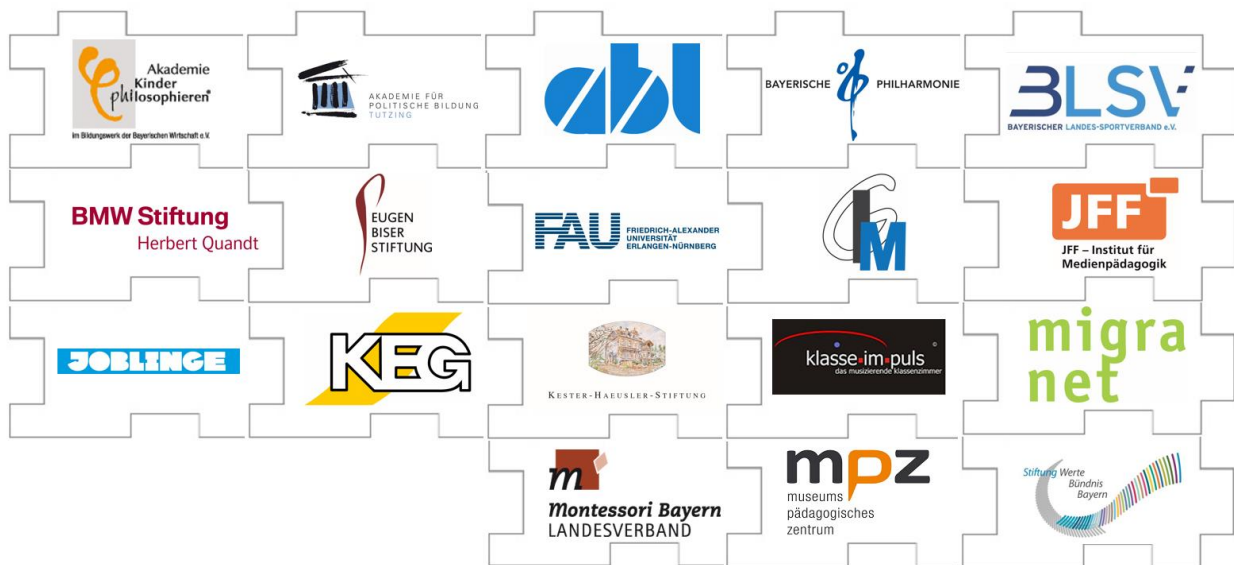 Akademie
Kinder
philosophieren®
im Bildungswerk der Bayerischen Wirtschaft e.V.
AKADEMIE FÜR
POLITISCHE BILDUNG
TUTZING
abl
BAYERISCHE PHILHARMONIE
BLSV
BAYERISCHER LANDES-SPORTVERBAND e.V.
BMW Stiftung
Herbert Quandt
EUGEN
BISER
STIFTUNG
FAU FRIEDRICH-ALEXANDER
UNIVERSITÄT
ERLANGEN-NÜRNBERG
GIM
JFF
JFF – Institut für
Medienpädagogik
JOBLINGE
KEG
KESTER-HAEUSLER-STIFTUNG
klasse.im.puls ©
das musizierende klassenzimmer
migra
net
m
Montessori Bayern
LANDESVERBAND
mpz
museums
pädagogisches
zentrum
Stiftung Werte
Bündnis
Bayern